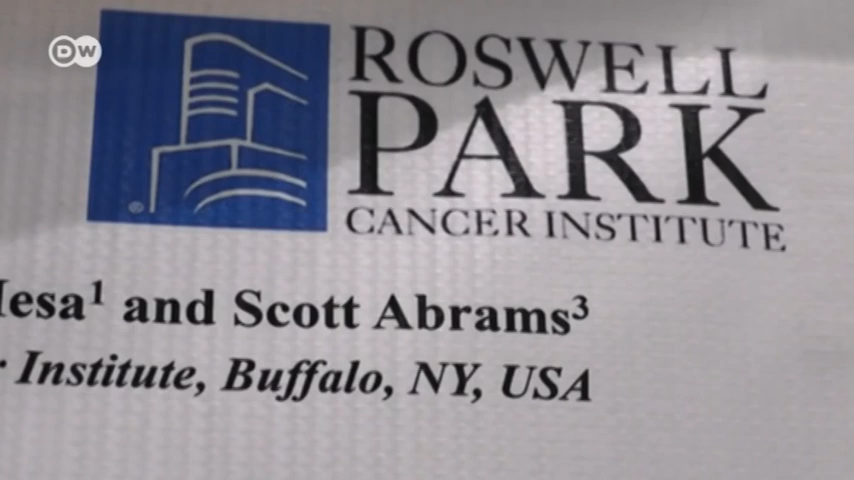 DW
ROSWELL
PARK
CANCER INSTITUTE
®
and Scott Abrams³
Institute, Buffalo, NY, USA